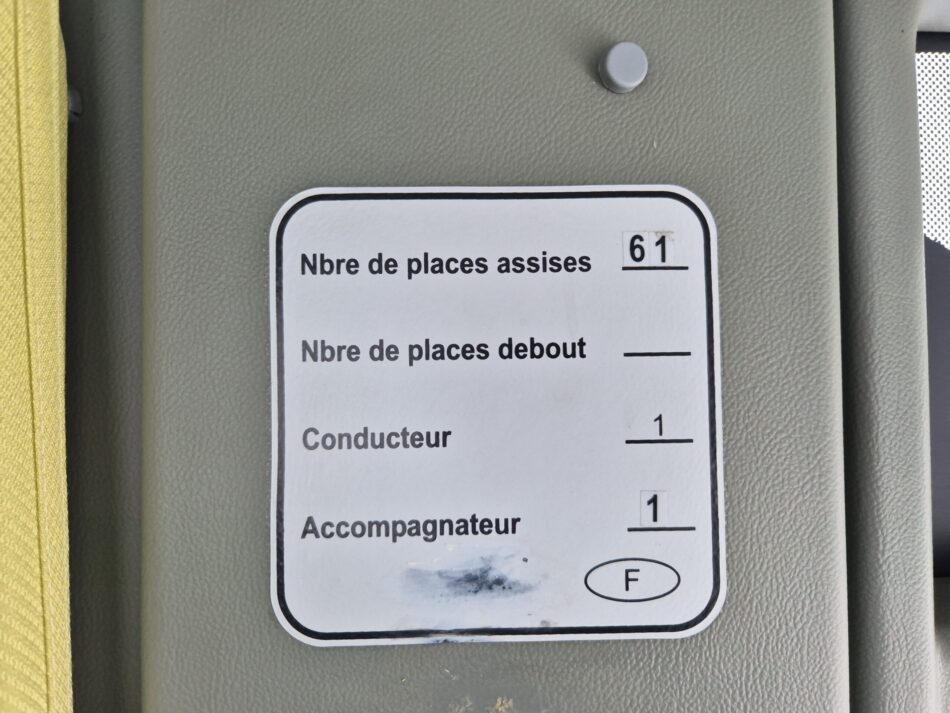 Nbre de places assises 61
Nbre de places debout
Conducteur 1
Accompagnateur 1
F